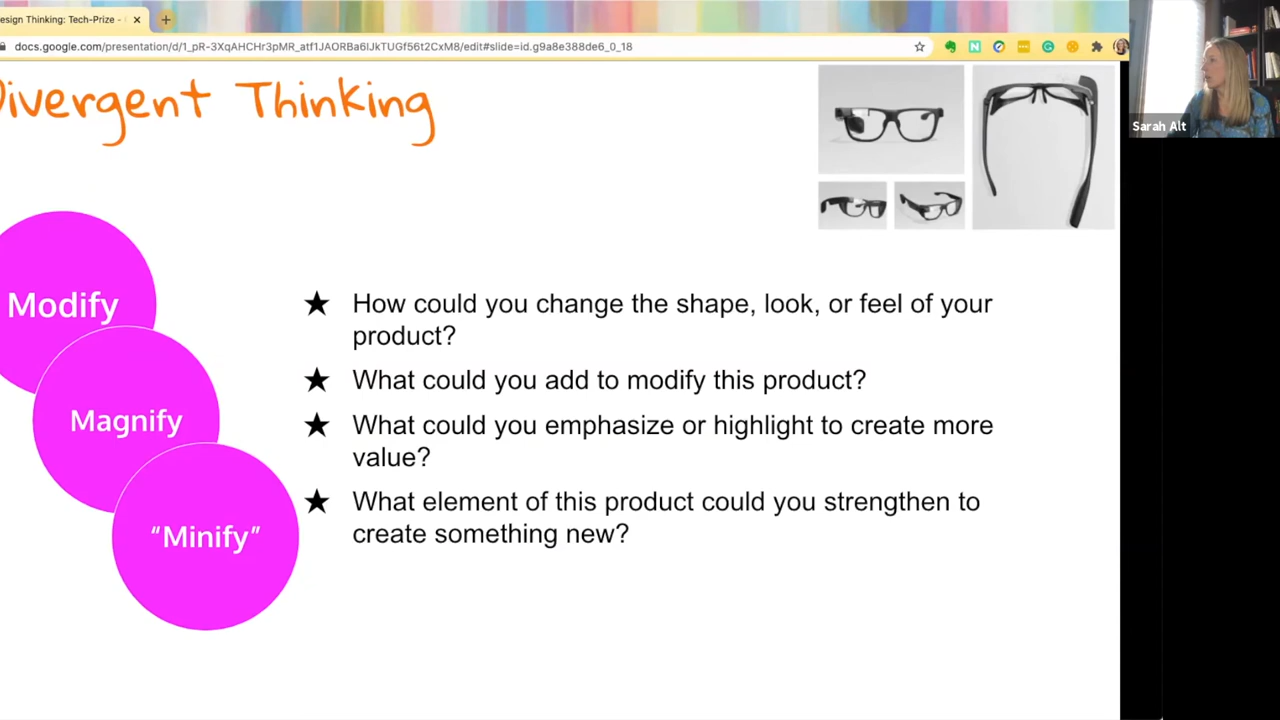 esign Thinking: Tech-Prize -
docs.google.com/presentation/d/1_pR-3XqAHCHr3pMR_atf1JAORBa6IJkTUGf56t2CxM8/edit#slide=id.g9a8e388de6_0_18
Divergent Thinking
Sarah Alt
Modify
Magnify
"Minify"
★ How could you change the shape, look, or feel of your
product?
★ What could you add to modify this product?
★ What could you emphasize or highlight to create more
value?
★ What element of this product could you strengthen to
create something new?